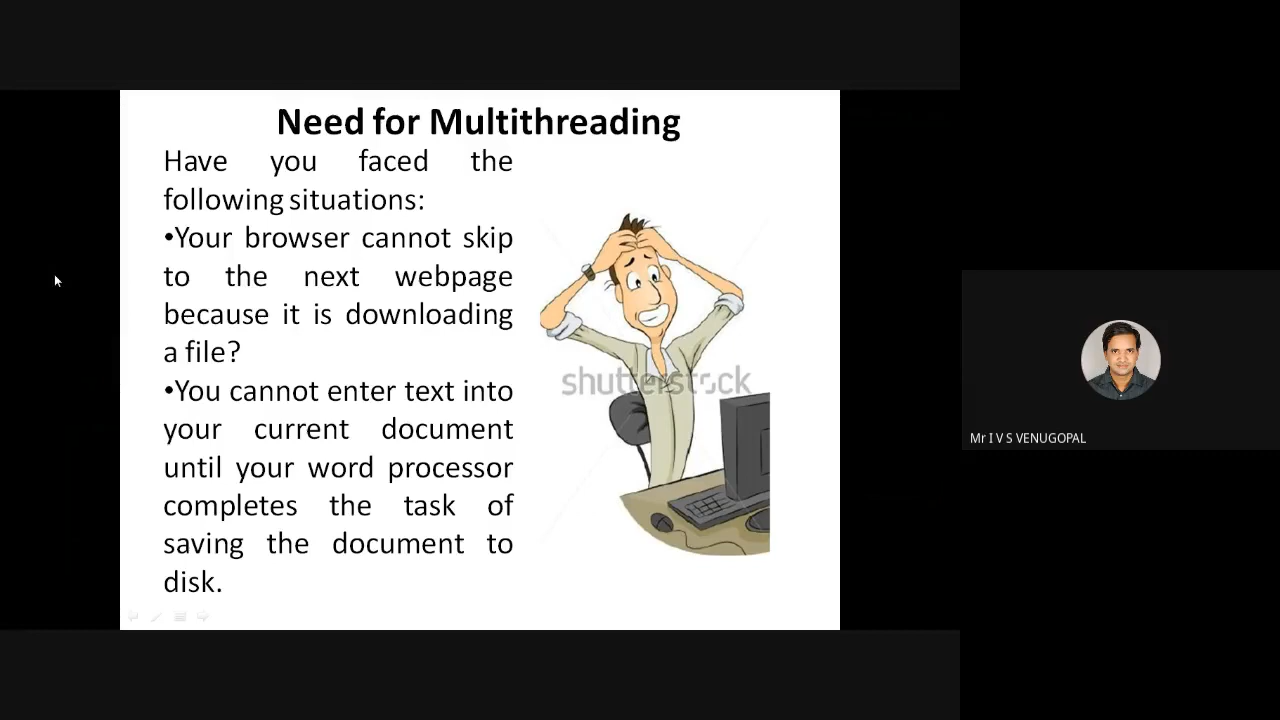 Need for Multithreading
Have you faced the
following situations:
•Your browser cannot skip
to the next webpage
because it is downloading
a file?
•You cannot enter text into
your current document
until your word processor
completes the task of
saving the document to
disk.
shutterstock
Mr I V S VENUGOPAL